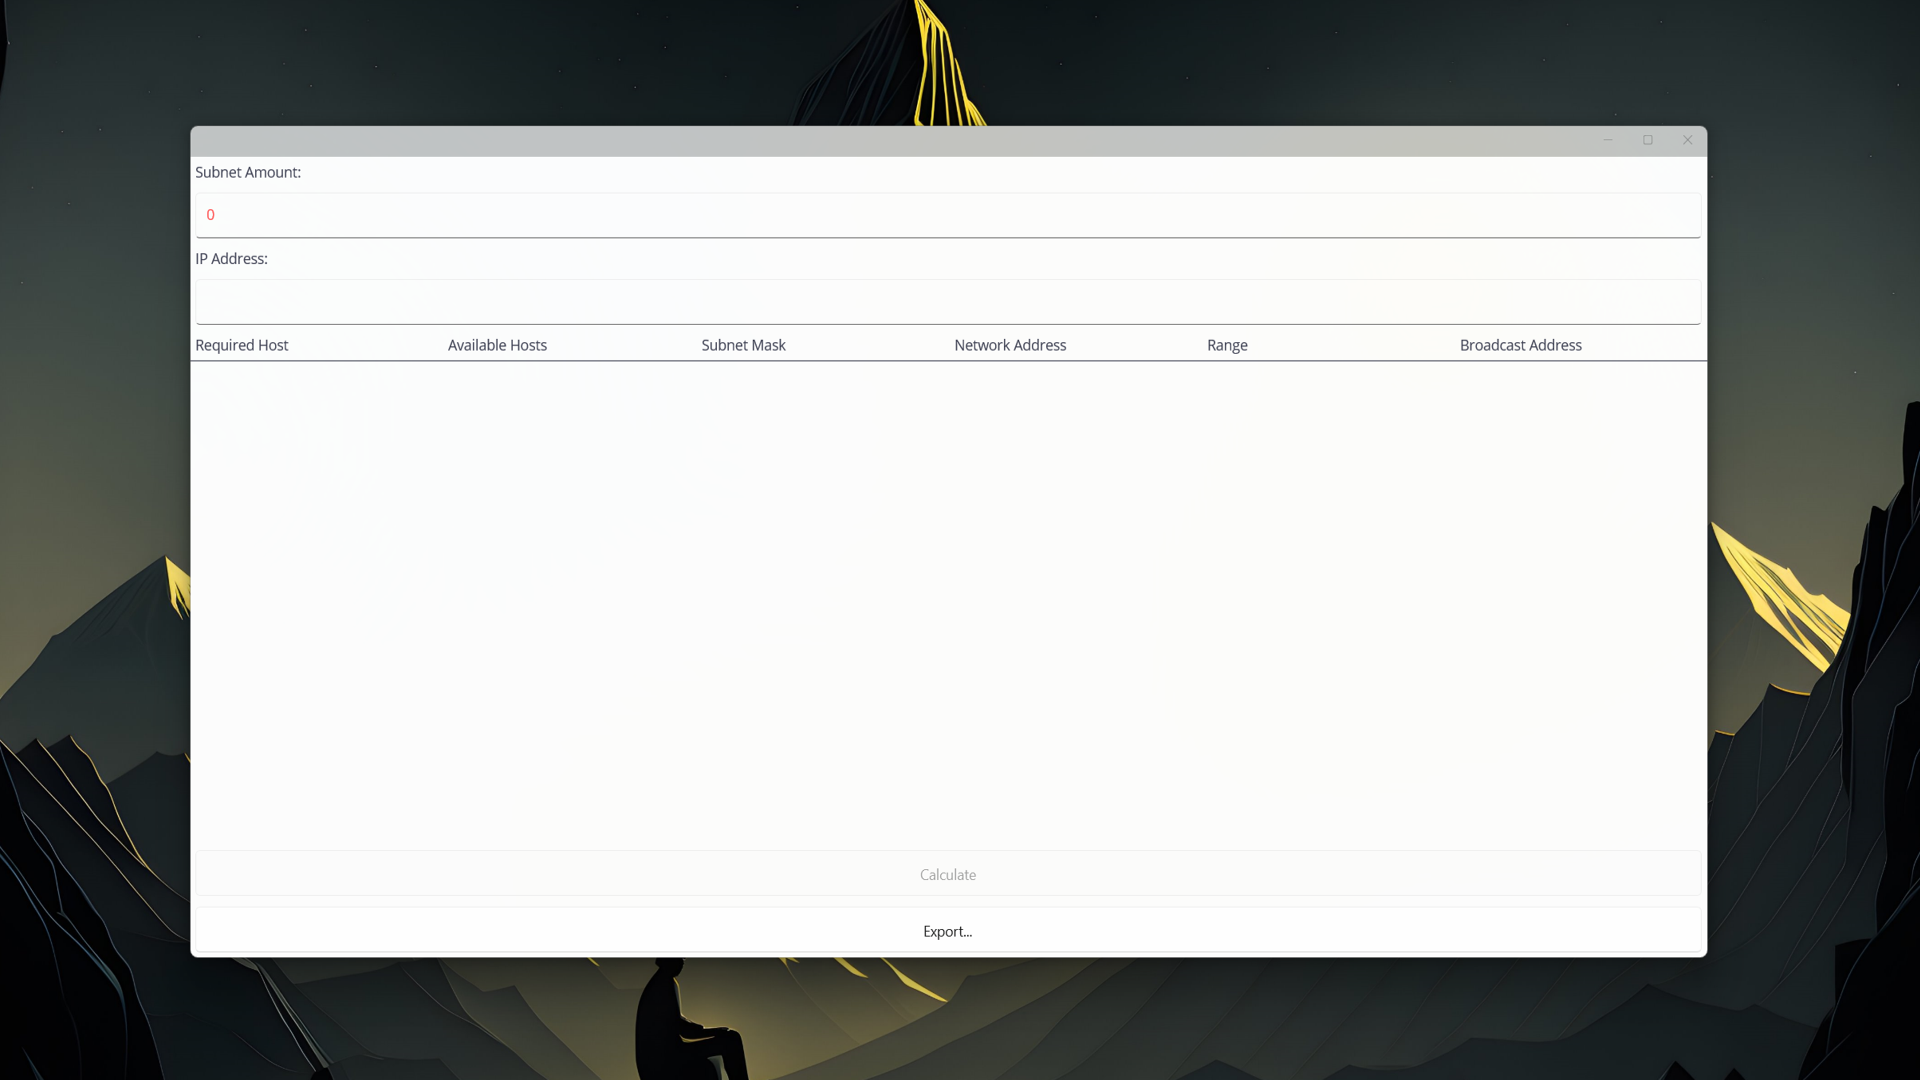 Subnet Amount:
0
IP Address:
Required Host Available Hosts Subnet Mask Network Address Range Broadcast Address
Calculate
Export...